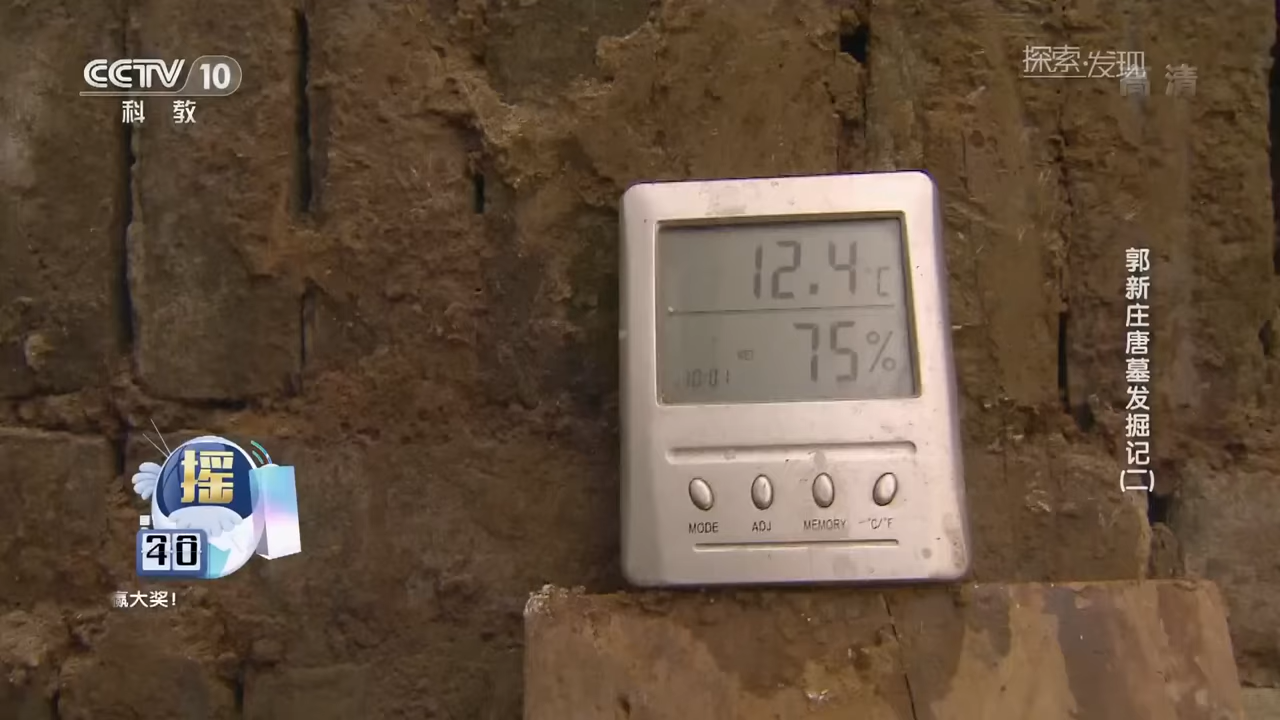 CCTV 10
科教
探索·发现
高清
12.4 °C
75%
WET
10:01
MODE ADJ MEMORY °C/°F
郭新庄唐墓发掘记(二)
摇
40
赢大奖!